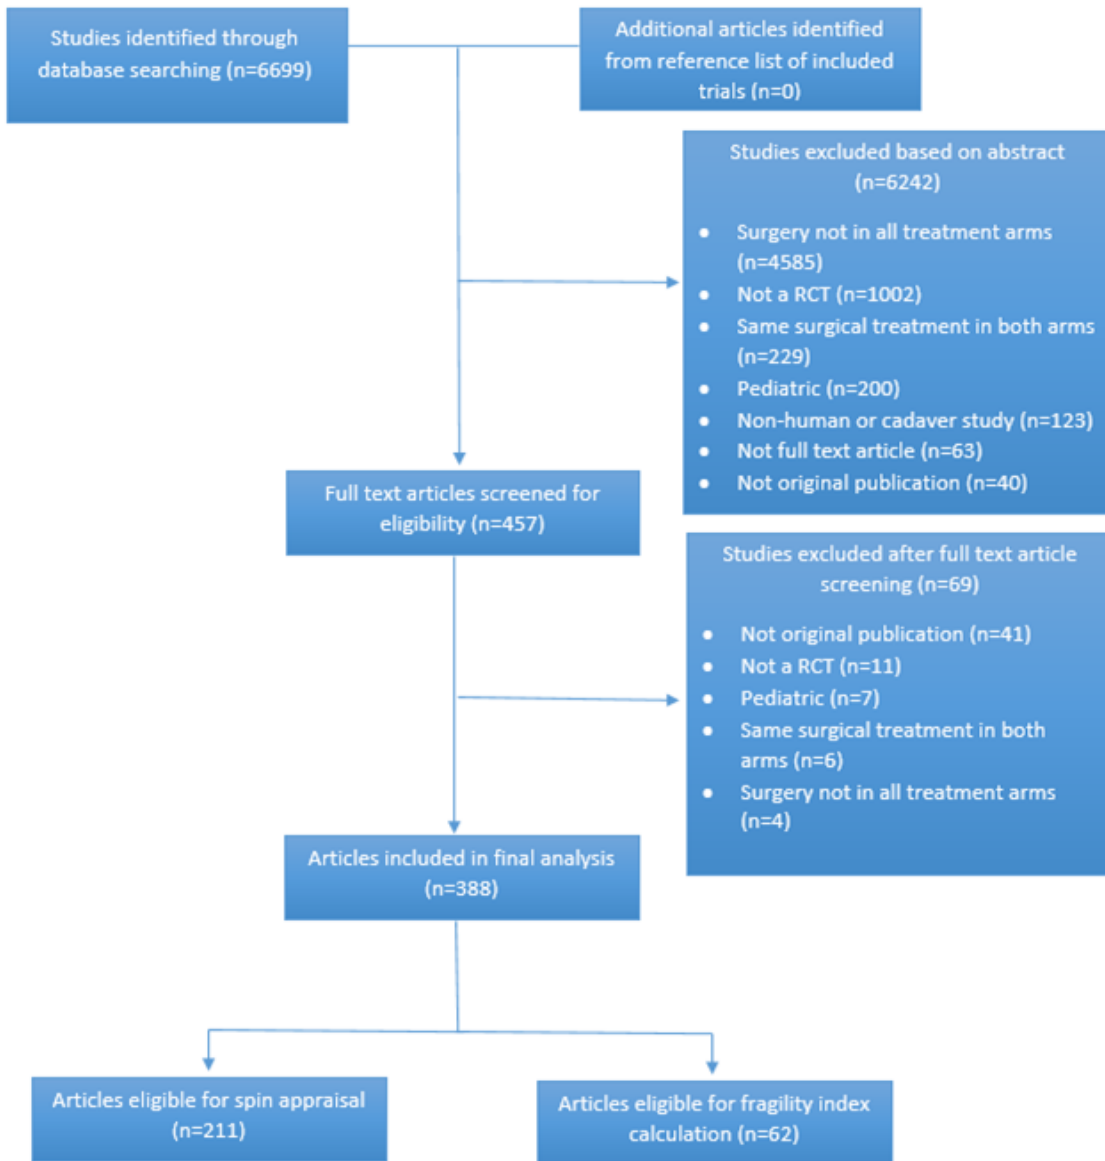 Studies identified through
database searching (n=6699)
Additional articles identified
from reference list of included
trials (n=0)
Studies excluded based on abstract
(n=6242)
● Surgery not in all treatment arms
(n=4585)
● Not a RCT (n=1002)
● Same surgical treatment in both arms
(n=229)
● Pediatric (n=200)
● Non-human or cadaver study (n=123)
● Not full text article (n=63)
● Not original publication (n=40)
Full text articles screened for
eligibility (n=457)
Studies excluded after full text article
screening (n=69)
● Not original publication (n=41)
● Not a RCT (n=11)
● Pediatric (n=7)
● Same surgical treatment in both
arms (n=6)
● Surgery not in all treatment arms
(n=4)
Articles included in final analysis
(n=388)
Articles eligible for spin appraisal
(n=211)
Articles eligible for fragility index
calculation (n=62)